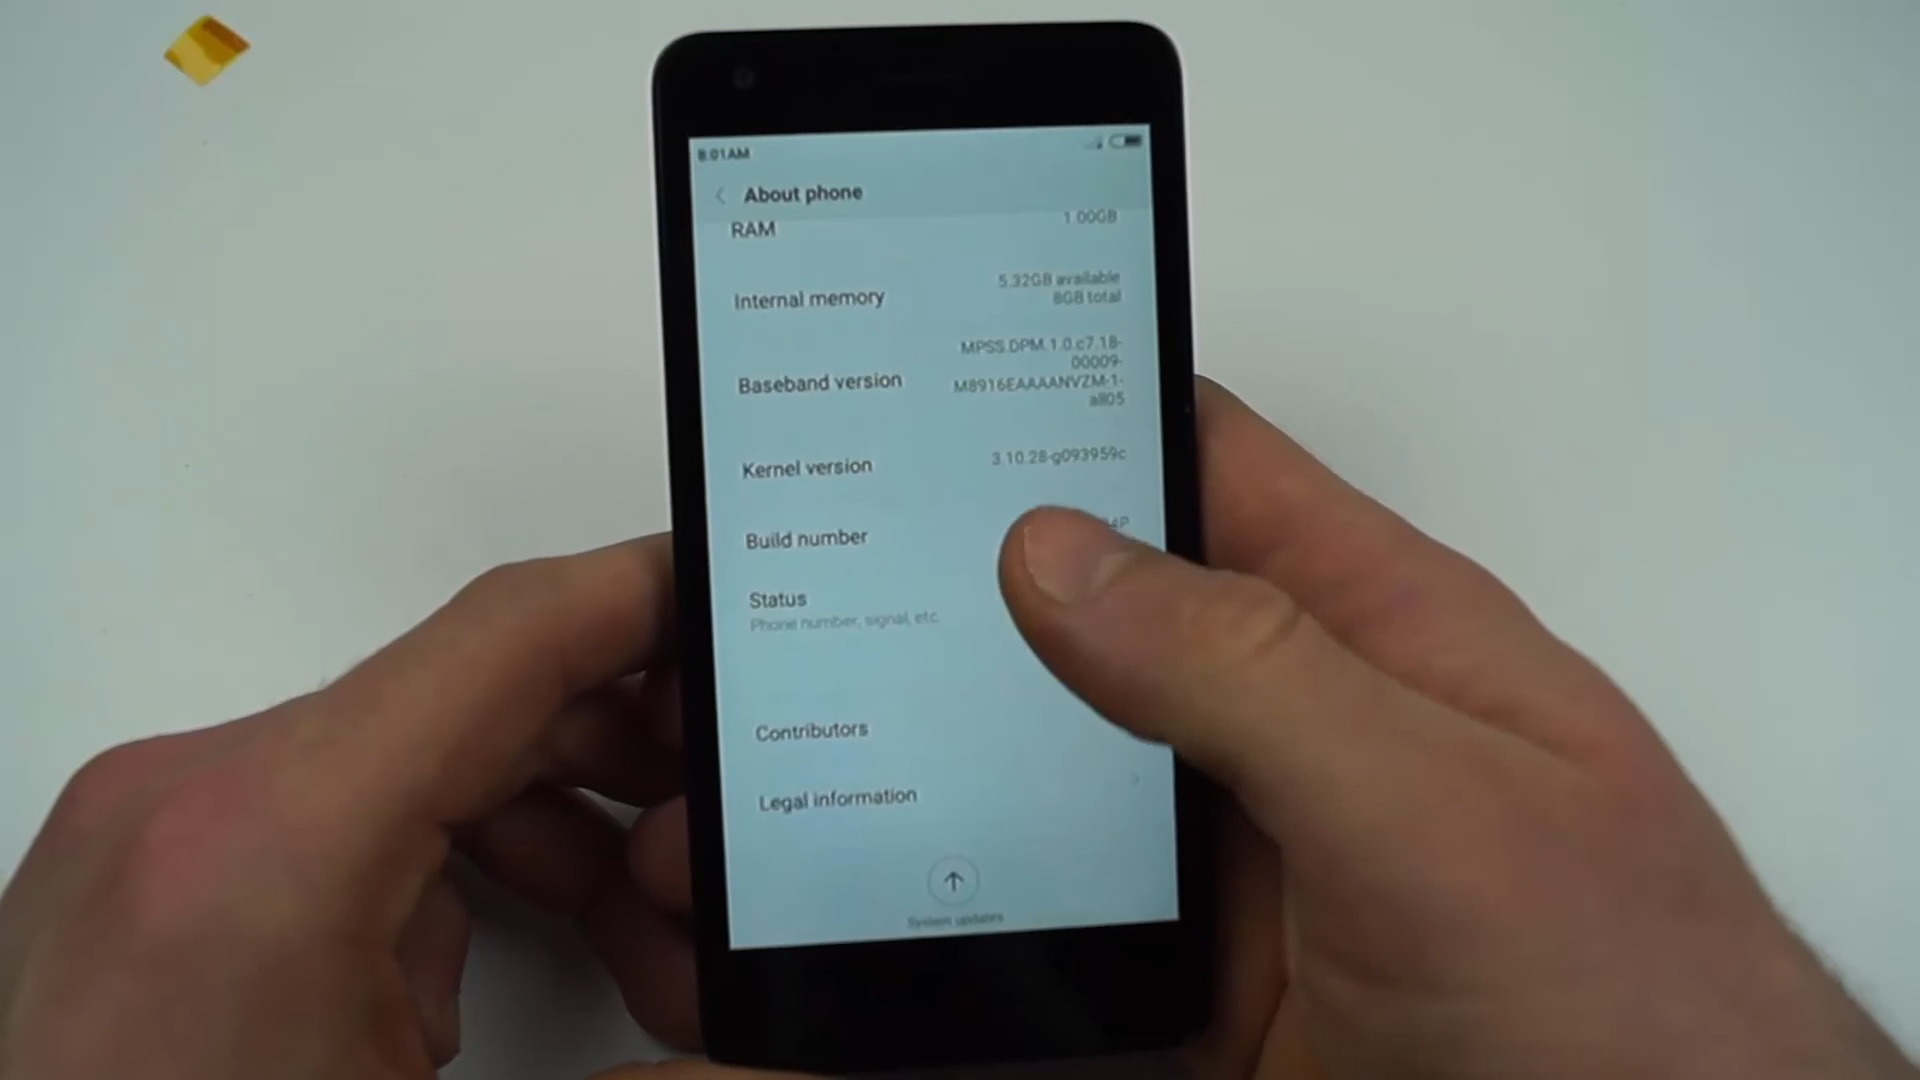 8:01AM
About phone
RAM
1.00GB
Internal memory
5.32GB available
8GB total
Baseband version
MPSS.DPM.1.0.c7.18-
00009-
M8916EAAAANVZM-1-
all05
Kernel version
3.10.28-g093959c
Build number
Status
Phone number, signal, etc.
Contributors
Legal information
System updates